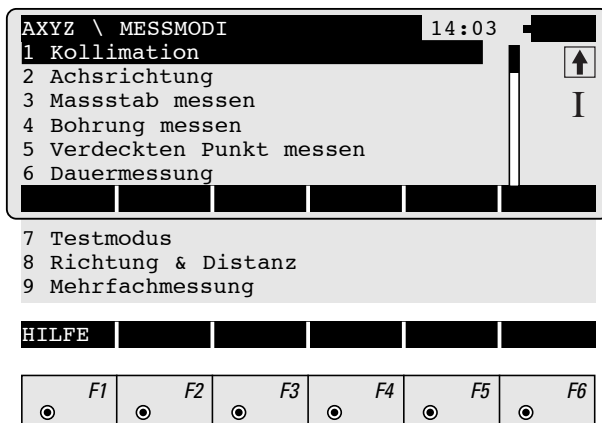 AXYZ \ MESSMODI 14:03
1 Kollimation
2 Achsrichtung
3 Massstab messen
4 Bohrung messen
5 Verdeckten Punkt messen
6 Dauermessung
I
7 Testmodus
8 Richtung & Distanz
9 Mehrfachmessung
HILFE
F1 F2 F3 F4 F5 F6